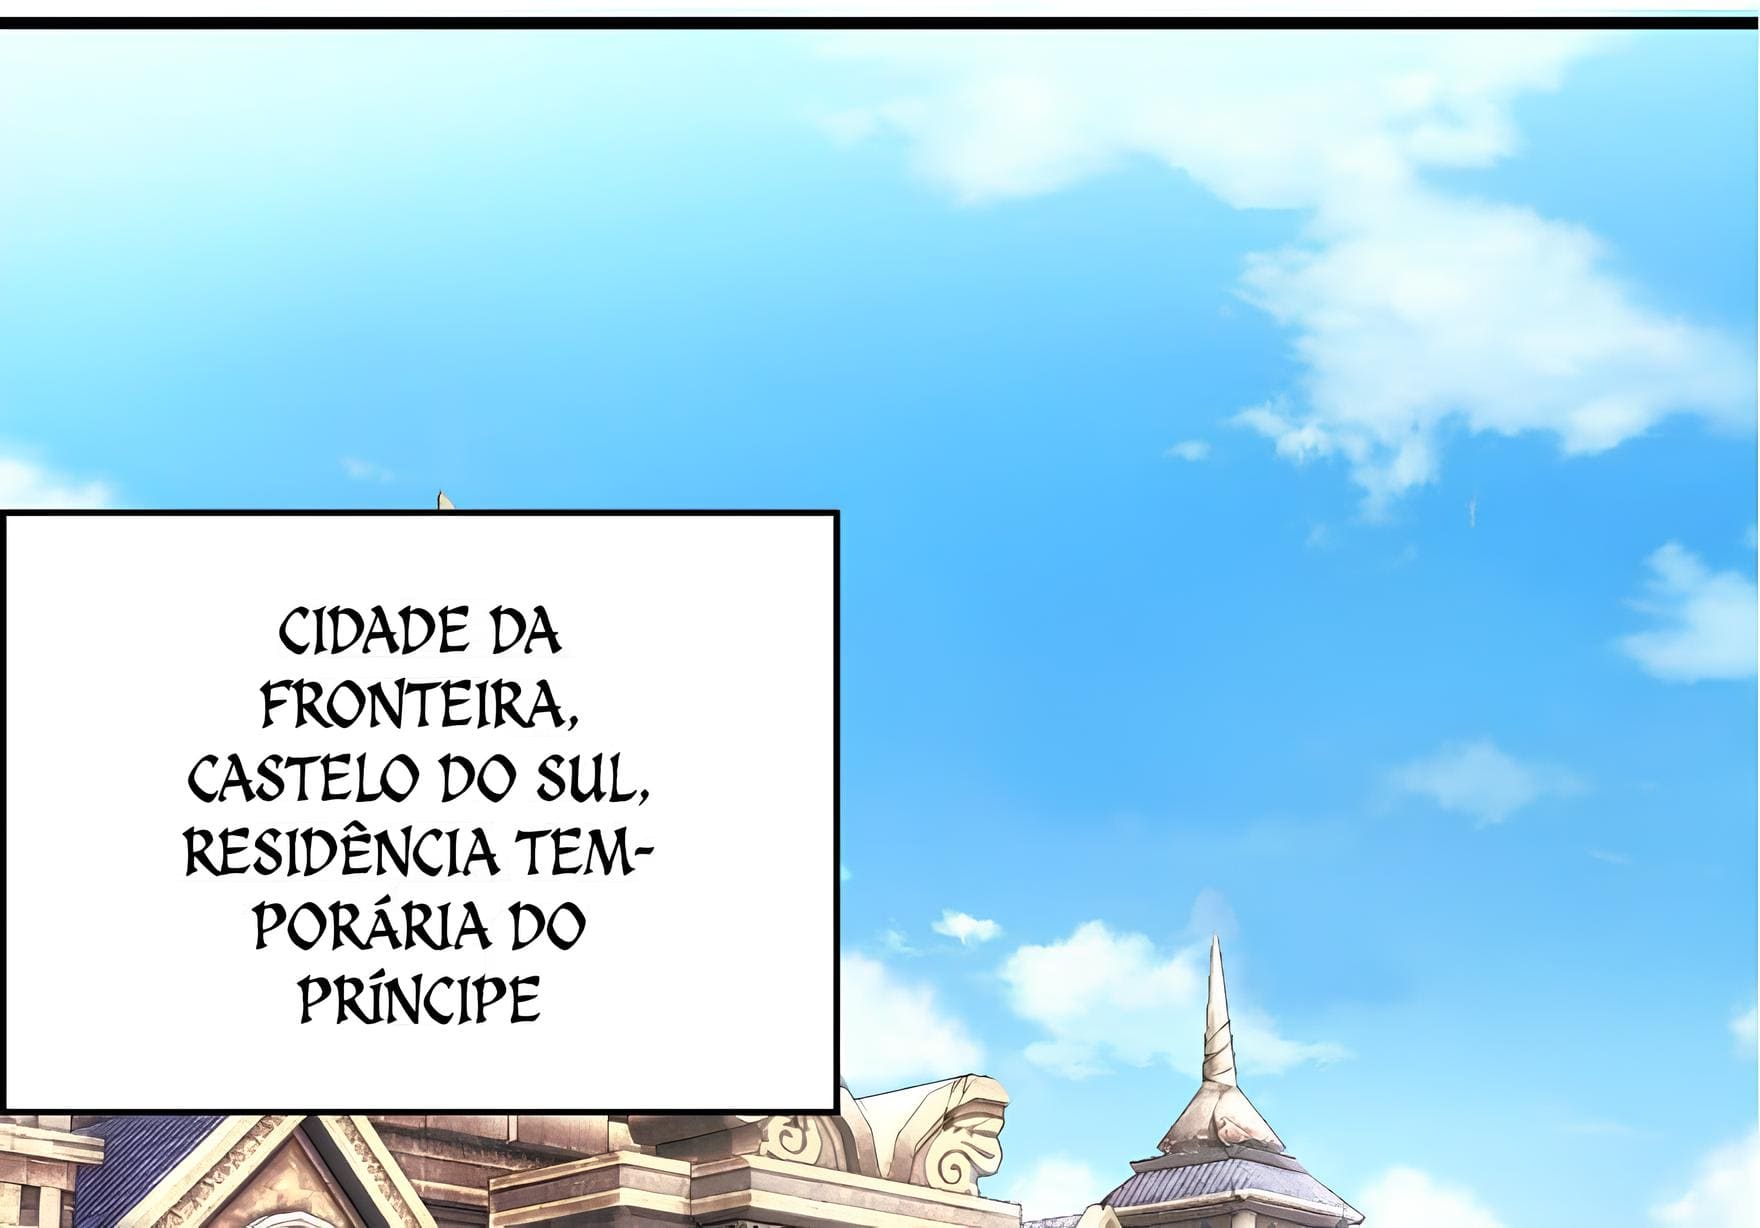 CIDADE DA
FRONTEIRA,
CASTELO DO SUL,
RESIDÊNCIA TEM-
PORÁRIA DO
PRÍNCIPE